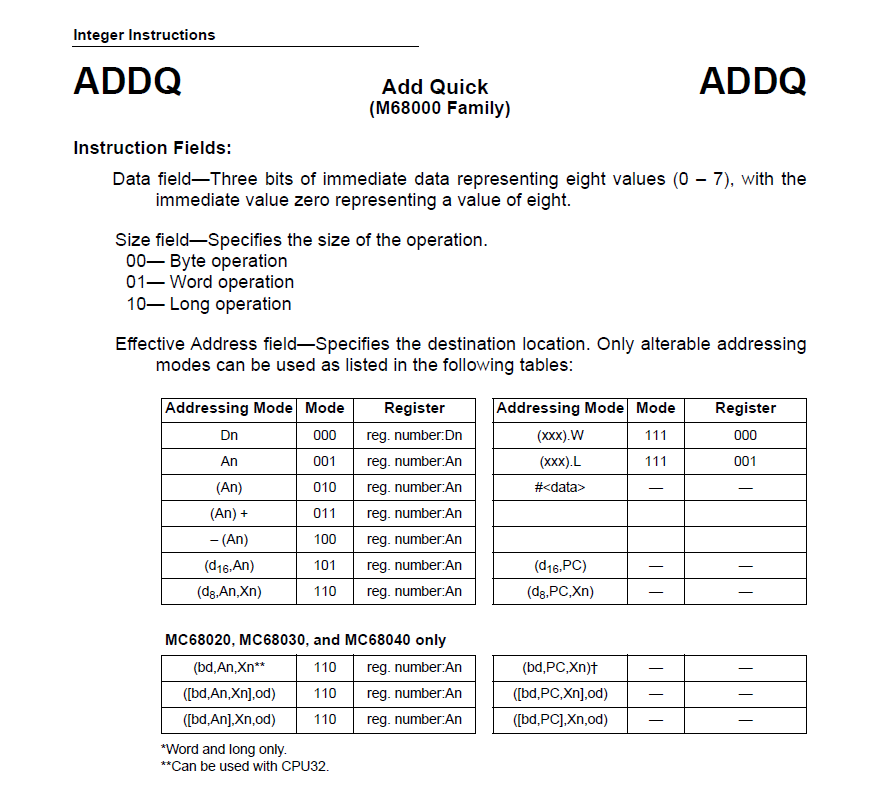 Integer Instructions
ADDQ Add Quick ADDQ
(M68000 Family)
Instruction Fields:
Data field—Three bits of immediate data representing eight values (0 – 7), with the
immediate value zero representing a value of eight.
Size field—Specifies the size of the operation.
00— Byte operation
01— Word operation
10— Long operation
Effective Address field—Specifies the destination location. Only alterable addressing
modes can be used as listed in the following tables:
Addressing Mode Mode Register Addressing Mode Mode Register
Dn 000 reg. number:Dn (xxx).W 111 000
An 001 reg. number:An (xxx).L 111 001
(An) 010 reg. number:An #<data> — —
(An) + 011 reg. number:An
– (An) 100 reg. number:An
(d16,An) 101 reg. number:An (d16,PC) — —
(d8,An,Xn) 110 reg. number:An (d8,PC,Xn) — —
MC68020, MC68030, and MC68040 only
(bd,An,Xn** 110 reg. number:An (bd,PC,Xn)† — —
([bd,An,Xn],od) 110 reg. number:An ([bd,PC,Xn],od) — —
([bd,An],Xn,od) 110 reg. number:An ([bd,PC],Xn,od) — —
*Word and long only.
**Can be used with CPU32.